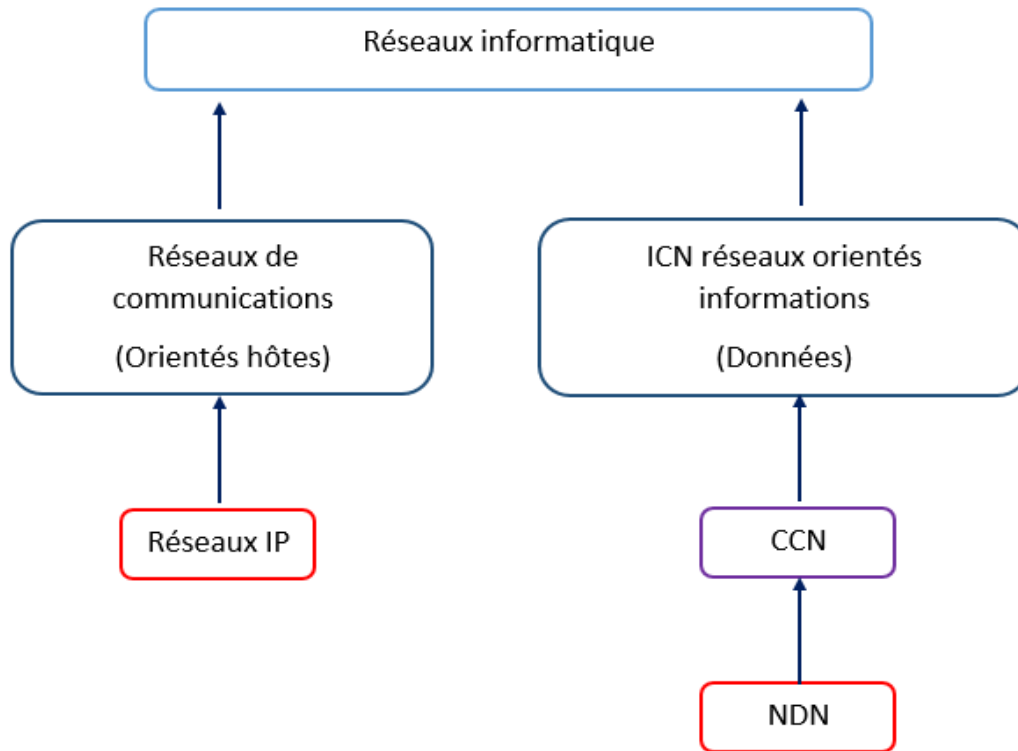 Réseaux informatique
Réseaux de
communications
(Orientés hôtes)
ICN réseaux orientés
informations
(Données)
Réseaux IP
CCN
NDN